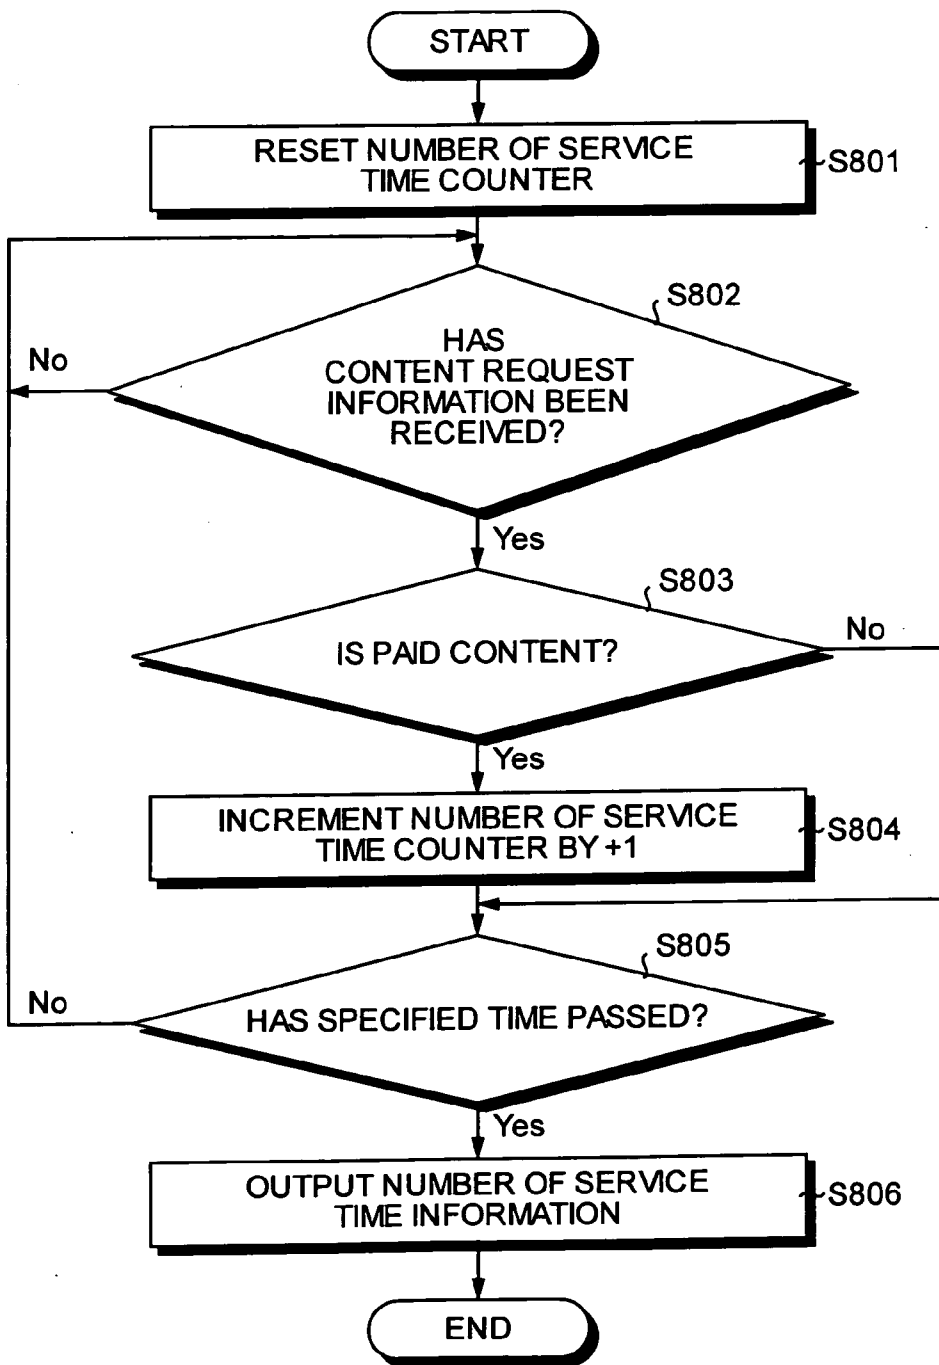 START
RESET NUMBER OF SERVICE
TIME COUNTER
S801
S802
HAS
CONTENT REQUEST
INFORMATION BEEN
RECEIVED?
No
Yes
S803
IS PAID CONTENT?
No
Yes
INCREMENT NUMBER OF SERVICE
TIME COUNTER BY +1
S804
S805
HAS SPECIFIED TIME PASSED?
No
Yes
OUTPUT NUMBER OF SERVICE
TIME INFORMATION
S806
END